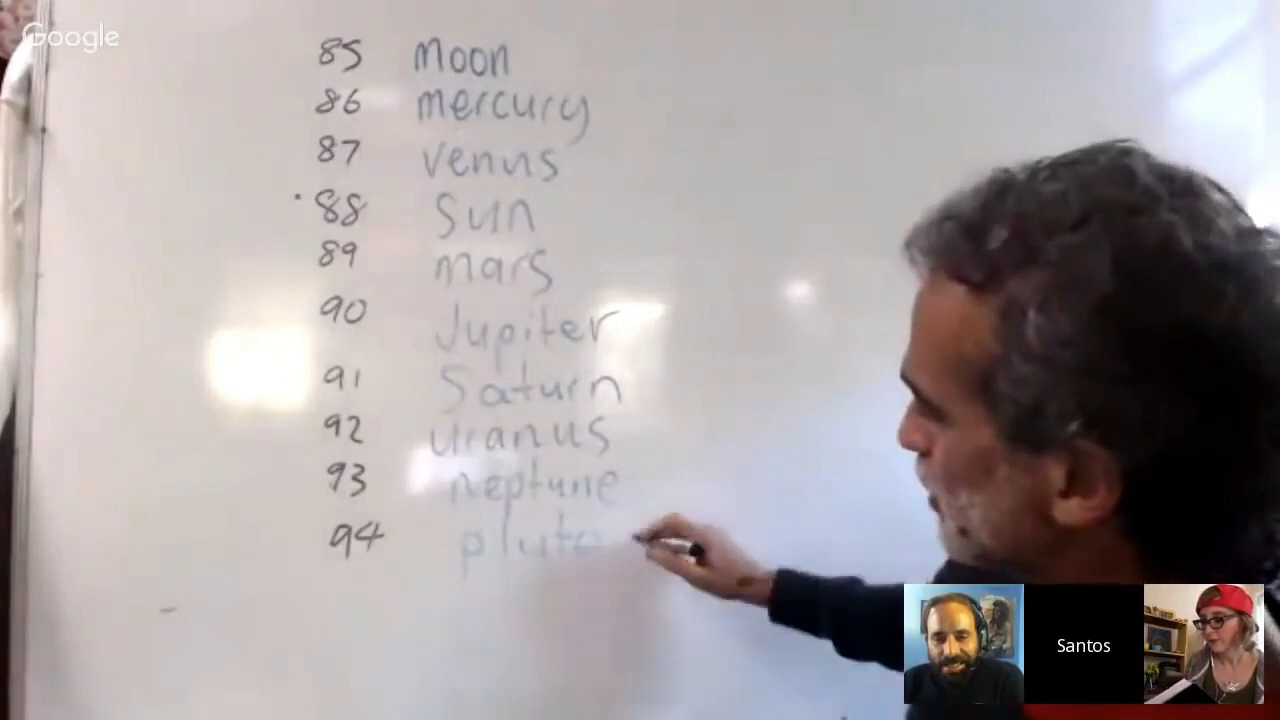 Google
85 Moon
86 mercury
87 venus
88 Sun
89 mars
90 Jupiter
91 Saturn
92 uranus
93 neptune
94 pluto
Santos